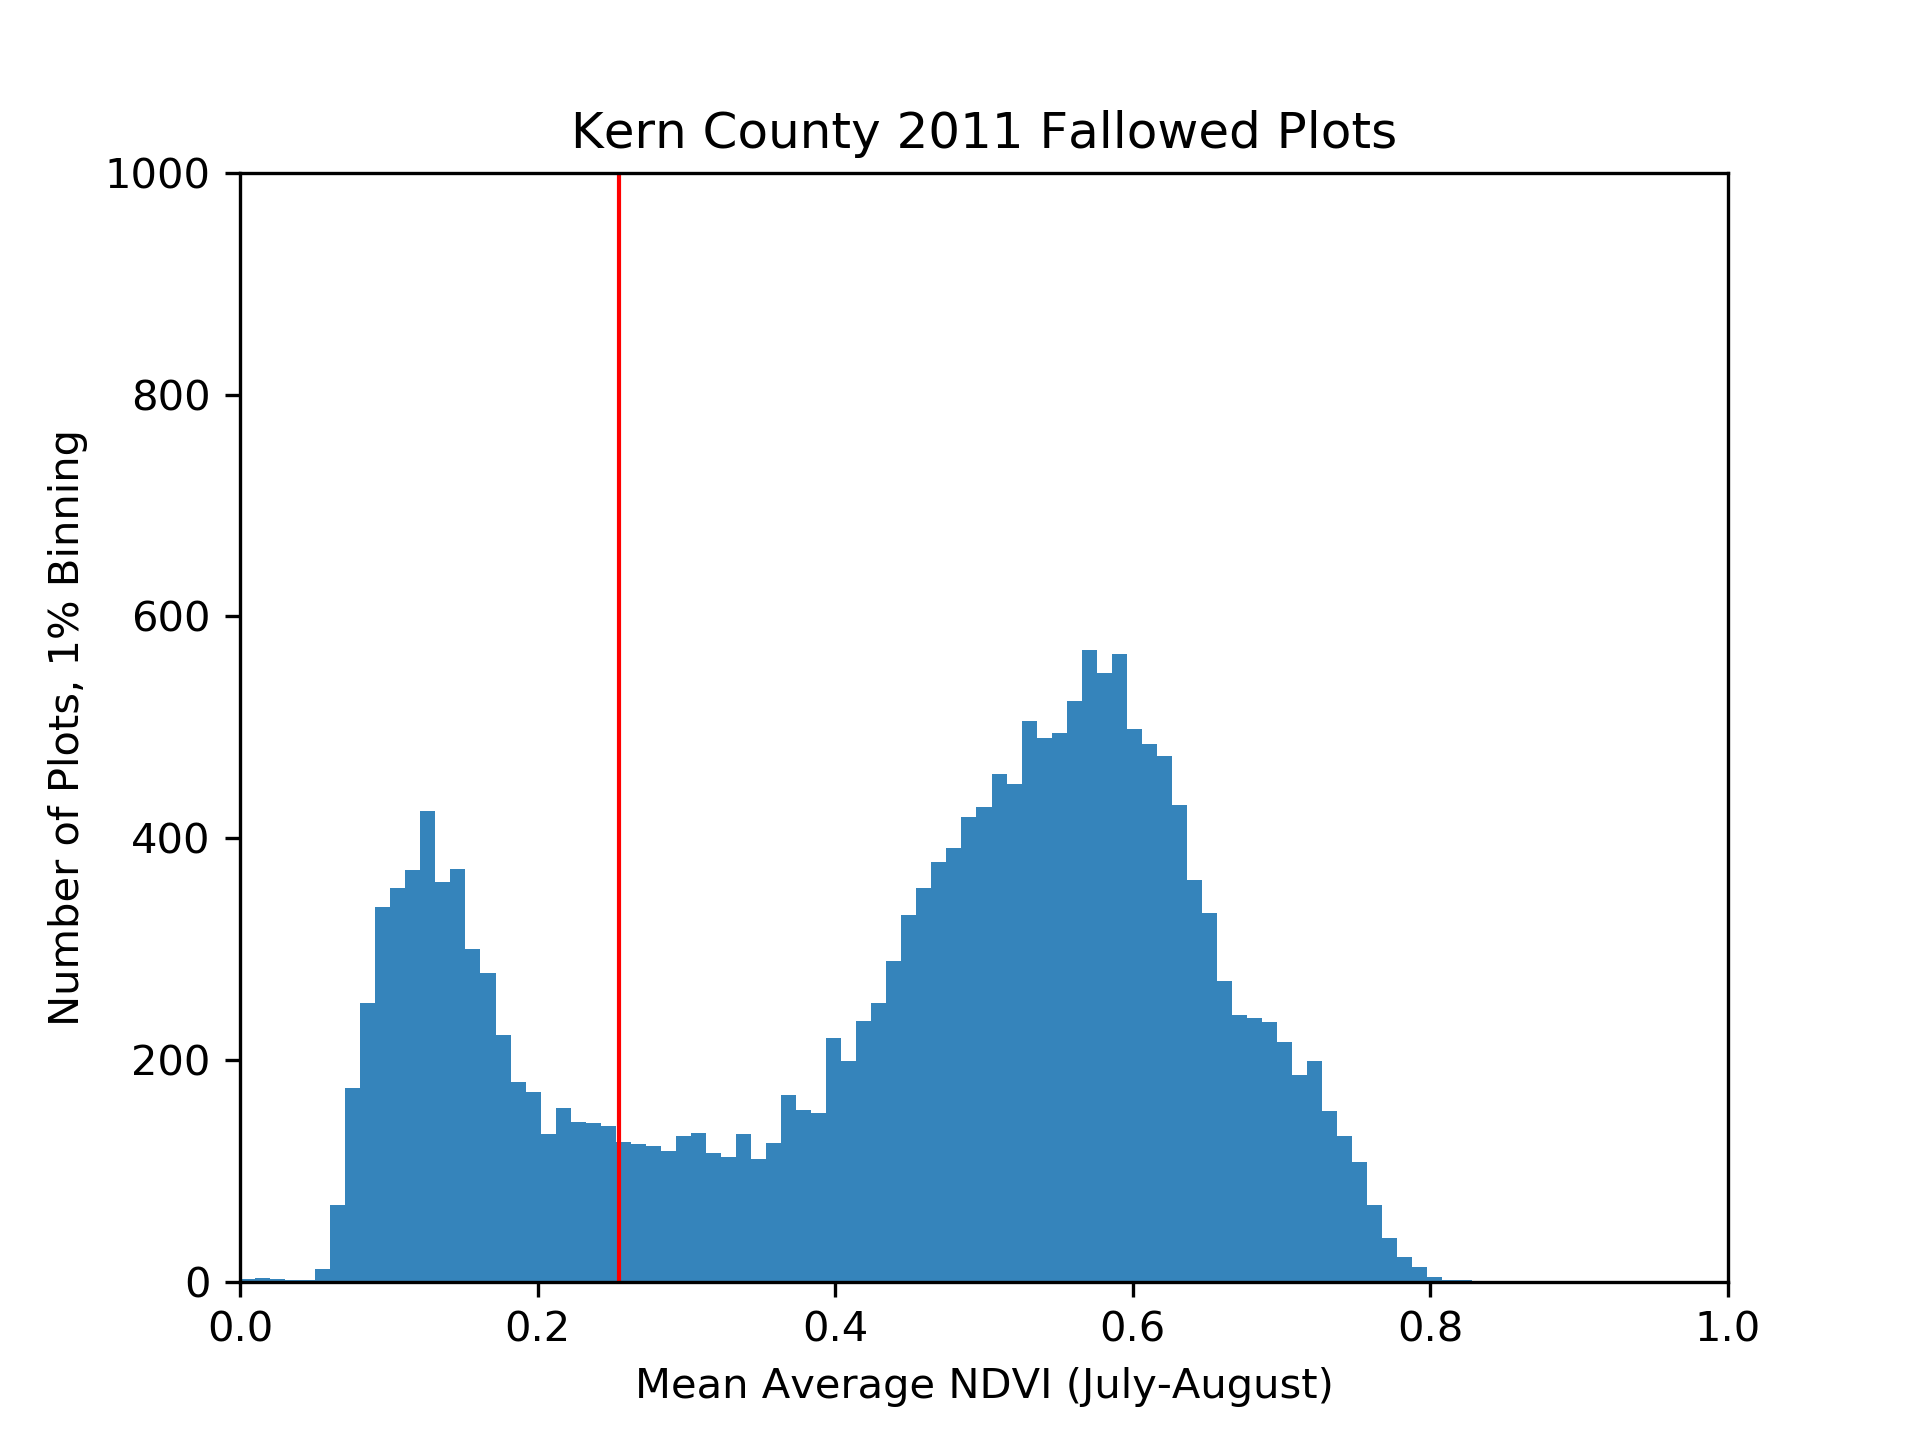 Kern County 2011 Fallowed Plots
1000
800
600
400
200
0
Number of Plots, 1% Binning
0.0 0.2 0.4 0.6 0.8 1.0
Mean Average NDVI (July-August)